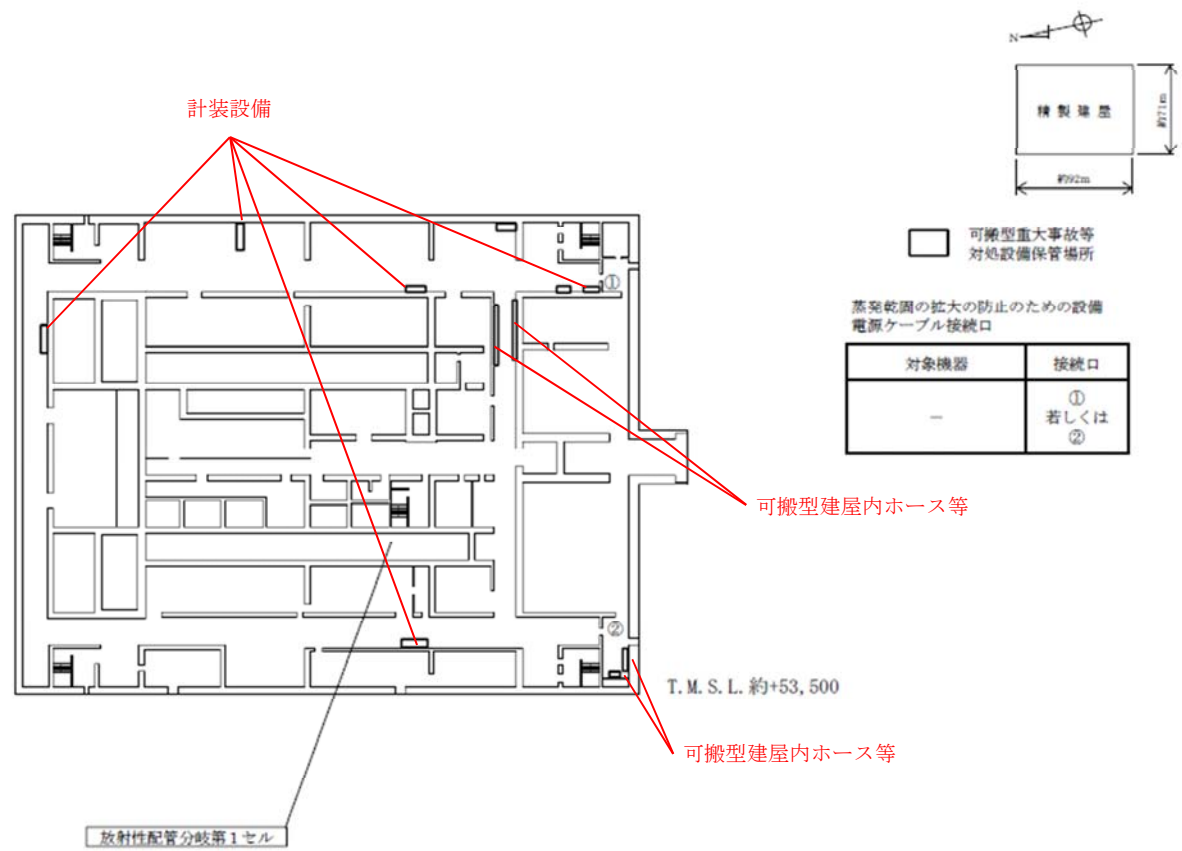 N
精製建屋
約71m
約92m
計装設備
可搬型重大事故等
対処設備保管場所
①
蒸発乾固の拡大の防止のための設備
電源ケーブル接続口
対象機器 接続口
－ ①
若しくは
②
可搬型建屋内ホース等
②
T.M.S.L.約+53,500
可搬型建屋内ホース等
放射性配管分岐第1セル